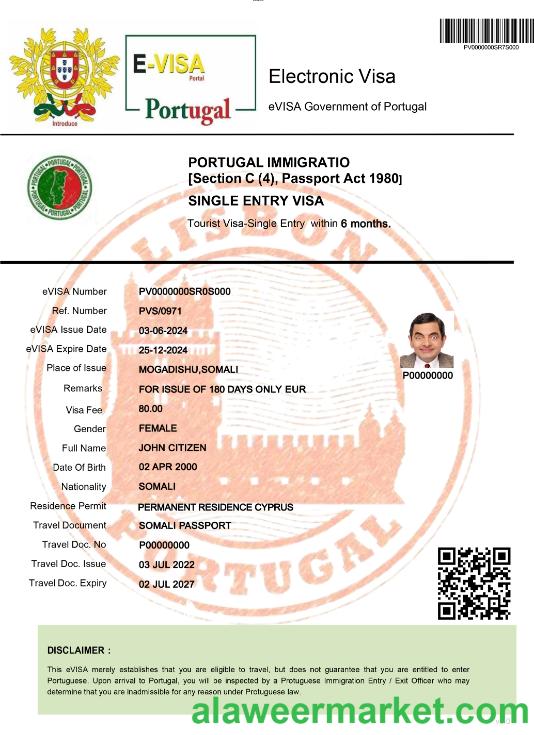 PV0000000SR7S000
E-VISA
Portal
Portugal
Introduce
Electronic Visa
eVISA Government of Portugal
PORTUGAL
PORTUGAL
PORTUGAL
PORTUGAL
PORTUGAL IMMIGRATIO
[Section C (4), Passport Act 1980]
SINGLE ENTRY VISA
Tourist Visa-Single Entry within 6 months.
LISBON
eVISA Number PV0000000SR0S000
Ref. Number PVS/0971
eVISA Issue Date 03-06-2024
eVISA Expire Date 25-12-2024
Place of Issue MOGADISHU,SOMALI
Remarks FOR ISSUE OF 180 DAYS ONLY EUR
Visa Fee 80.00
Gender FEMALE
Full Name JOHN CITIZEN
Date Of Birth 02 APR 2000
Nationality SOMALI
Residence Permit PERMANENT RESIDENCE CYPRUS
Travel Document SOMALI PASSPORT
Travel Doc. No P00000000
Travel Doc. Issue 03 JUL 2022
Travel Doc. Expiry 02 JUL 2027
P00000000
PORTUGAL
DISCLAIMER :
This eVISA merely establishes that you are eligible to travel, but does not guarantee that you are entitled to enter
Portuguese. Upon arrival to Portugal, you will be inspected by a Protuguese Immigration Entry / Exit Officer who may
determine that you are inadmissible for any reason under Protuguese law.
alaweermarket.com